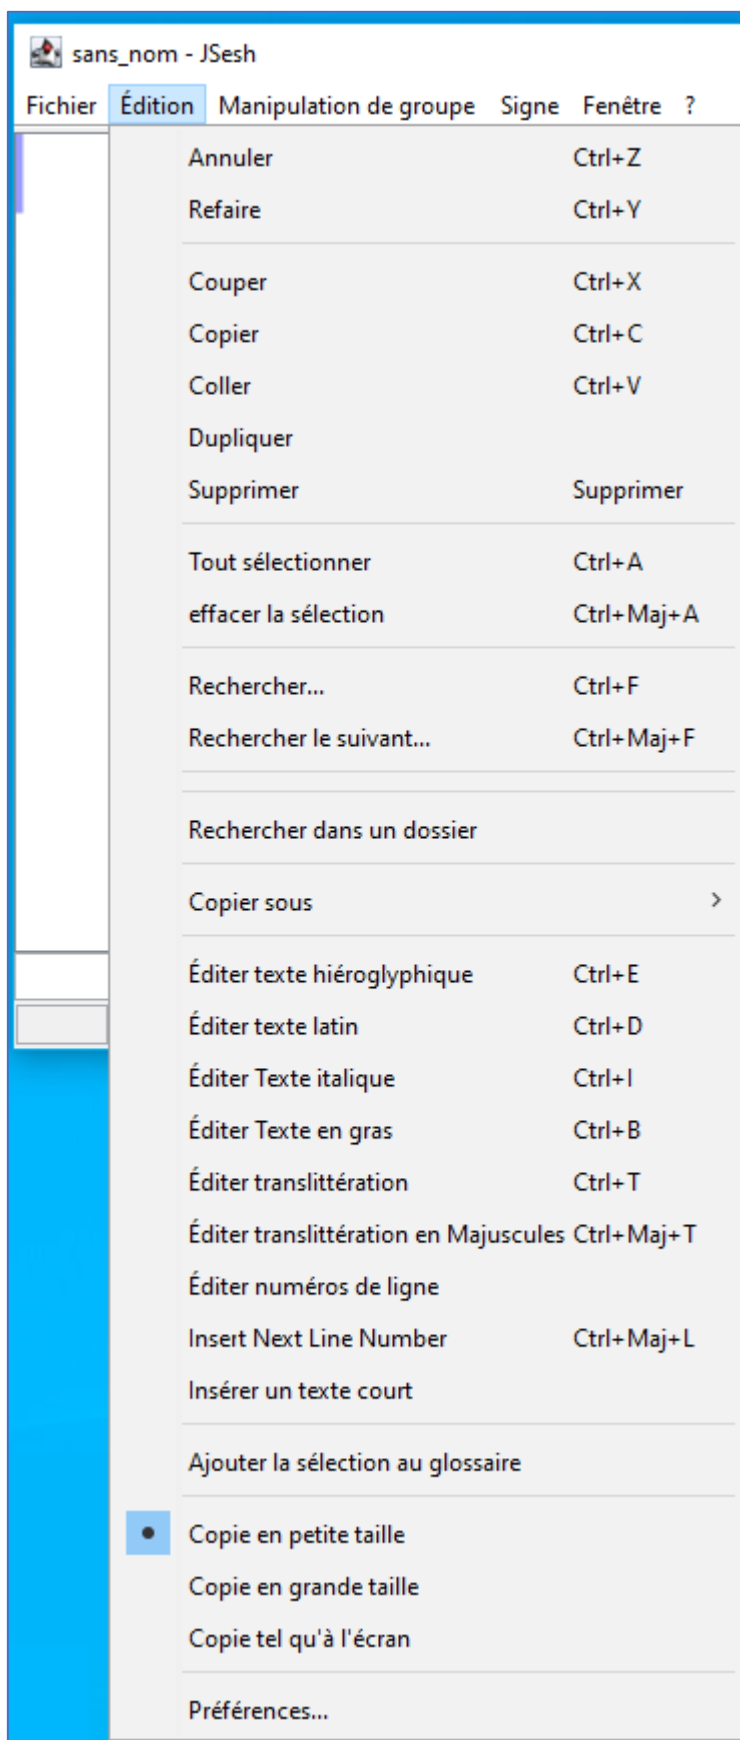 sans_nom - JSesh
Fichier Édition Manipulation de groupe Signe Fenêtre ?
Annuler Ctrl+Z
Refaire Ctrl+Y
Couper Ctrl+X
Copier Ctrl+C
Coller Ctrl+V
Dupliquer
Supprimer Supprimer
Tout sélectionner Ctrl+A
effacer la sélection Ctrl+Maj+A
Rechercher... Ctrl+F
Rechercher le suivant... Ctrl+Maj+F
Rechercher dans un dossier
Copier sous
Éditer texte hiéroglyphique Ctrl+E
Éditer texte latin Ctrl+D
Éditer Texte italique Ctrl+I
Éditer Texte en gras Ctrl+B
Éditer translittération Ctrl+T
Éditer translittération en Majuscules Ctrl+Maj+T
Éditer numéros de ligne
Insert Next Line Number Ctrl+Maj+L
Insérer un texte court
Ajouter la sélection au glossaire
Copie en petite taille
Copie en grande taille
Copie tel qu'à l'écran
Préférences...